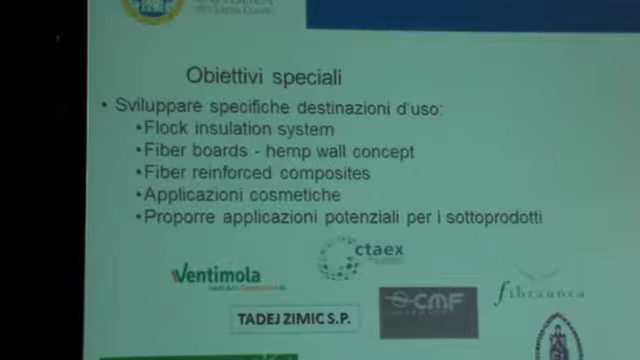 Obiettivi speciali
• Sviluppare specifiche destinazioni d'uso:
•Flock insulation system
•Fiber boards - hemp wall concept
•Fiber reinforced composites
•Applicazioni cosmetiche
•Proporre applicazioni potenziali per i sottoprodotti
ctaex
Ventimola
fibranova
CMF
TADEJ ZIMIC S.P.